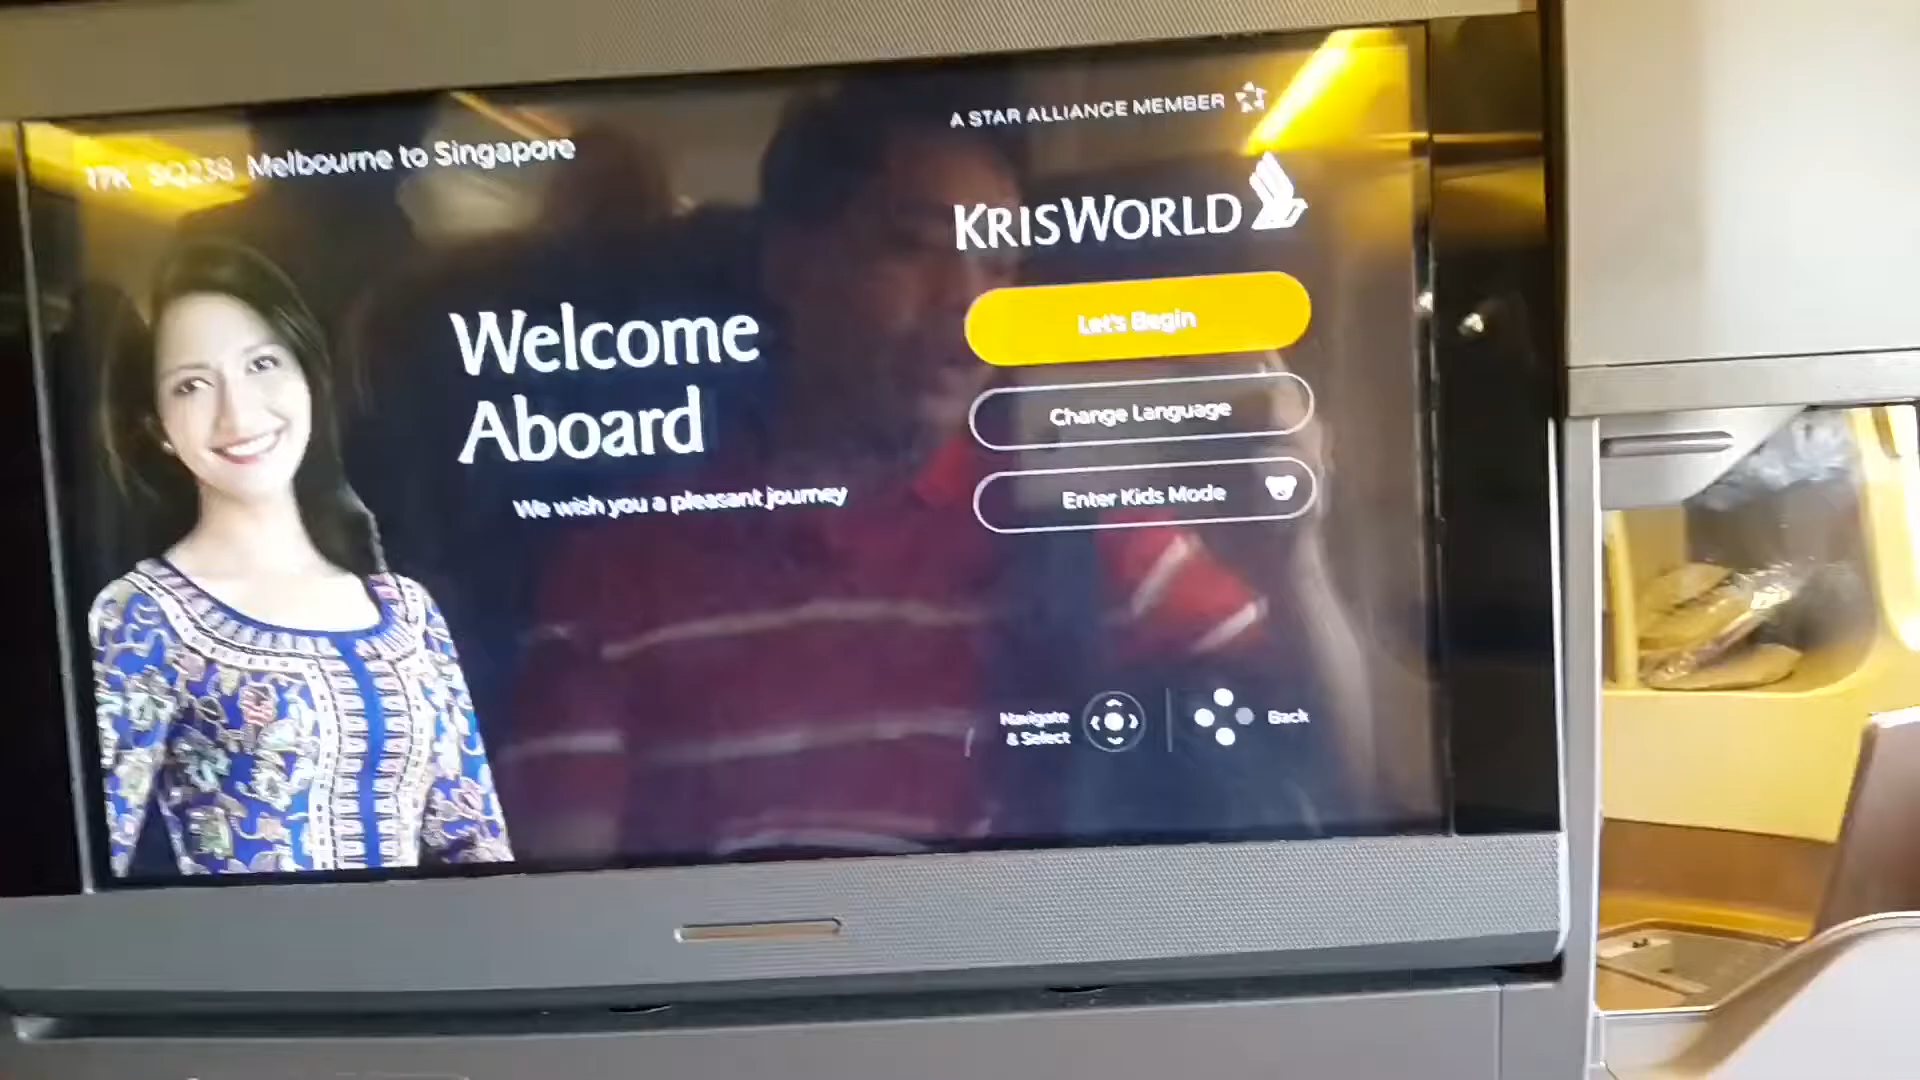 17K SQ238 Melbourne to Singapore
A STAR ALLIANCE MEMBER
KRISWORLD
Welcome
Aboard
We wish you a pleasant journey
Let's Begin
Change Language
Enter Kids Mode
Navigate
& Select
Back